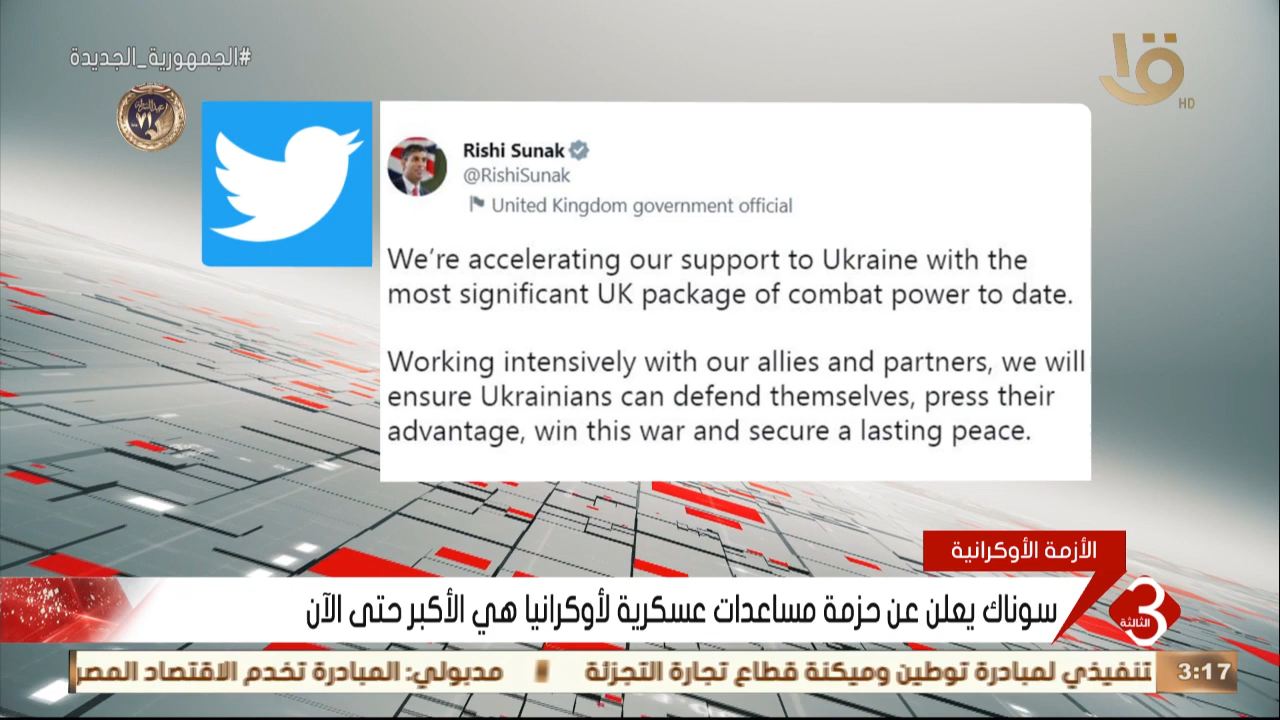 #الجمهورية_الجديدة
HD
Rishi Sunak
@RishiSunak
United Kingdom government official
We're accelerating our support to Ukraine with the
most significant UK package of combat power to date.
Working intensively with our allies and partners, we will
ensure Ukrainians can defend themselves, press their
advantage, win this war and secure a lasting peace.
الأزمة الأوكرانية
سوناك يعلن عن حزمة مساعدات عسكرية لأوكرانيا هي الأكبر حتى الآن
3
الثالثة
تنفيذي لمبادرة توطين وميكنة قطاع تجارة التجزئة
مدبولي: المبادرة تخدم الاقتصاد المصر
3:17